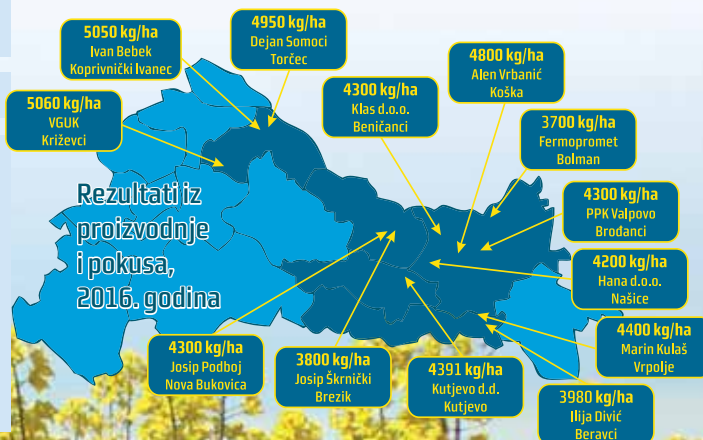 5050 kg/ha
Ivan Bebek
Koprivnički Ivanec
4950 kg/ha
Dejan Somoci
Torčec
4800 kg/ha
Alen Vrbanić
Koška
4300 kg/ha
Klas d.o.o.
Beničanci
5060 kg/ha
VGUK
Križevci
3700 kg/ha
Fermopromet
Bolman
Rezultati iz
proizvodnje
i pokusa,
2016. godina
4300 kg/ha
PPK Valpovo
Brođanci
4200 kg/ha
Hana d.o.o.
Našice
4400 kg/ha
Marin Kulaš
Vrpolje
4300 kg/ha
Josip Podboj
Nova Bukovica
3800 kg/ha
Josip Škrnički
Brezik
4391 kg/ha
Kutjevo d.d.
Kutjevo
3980 kg/ha
Ilija Divić
Beravci